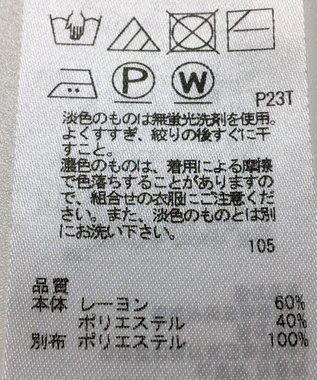 P W
P23T
淡色のものは無蛍光洗剤を使用。
よくすすぎ、絞りの後すぐに干
すこと。
濃色のものは、着用による摩擦
で色落ちすることがありますの
で、組合せの衣服にご注意くださ
い。また、淡色のものとは別
にお洗い下さい。
105
品質
本体 レーヨン 60%
ポリエステル 40%
別布 ポリエステル 100%